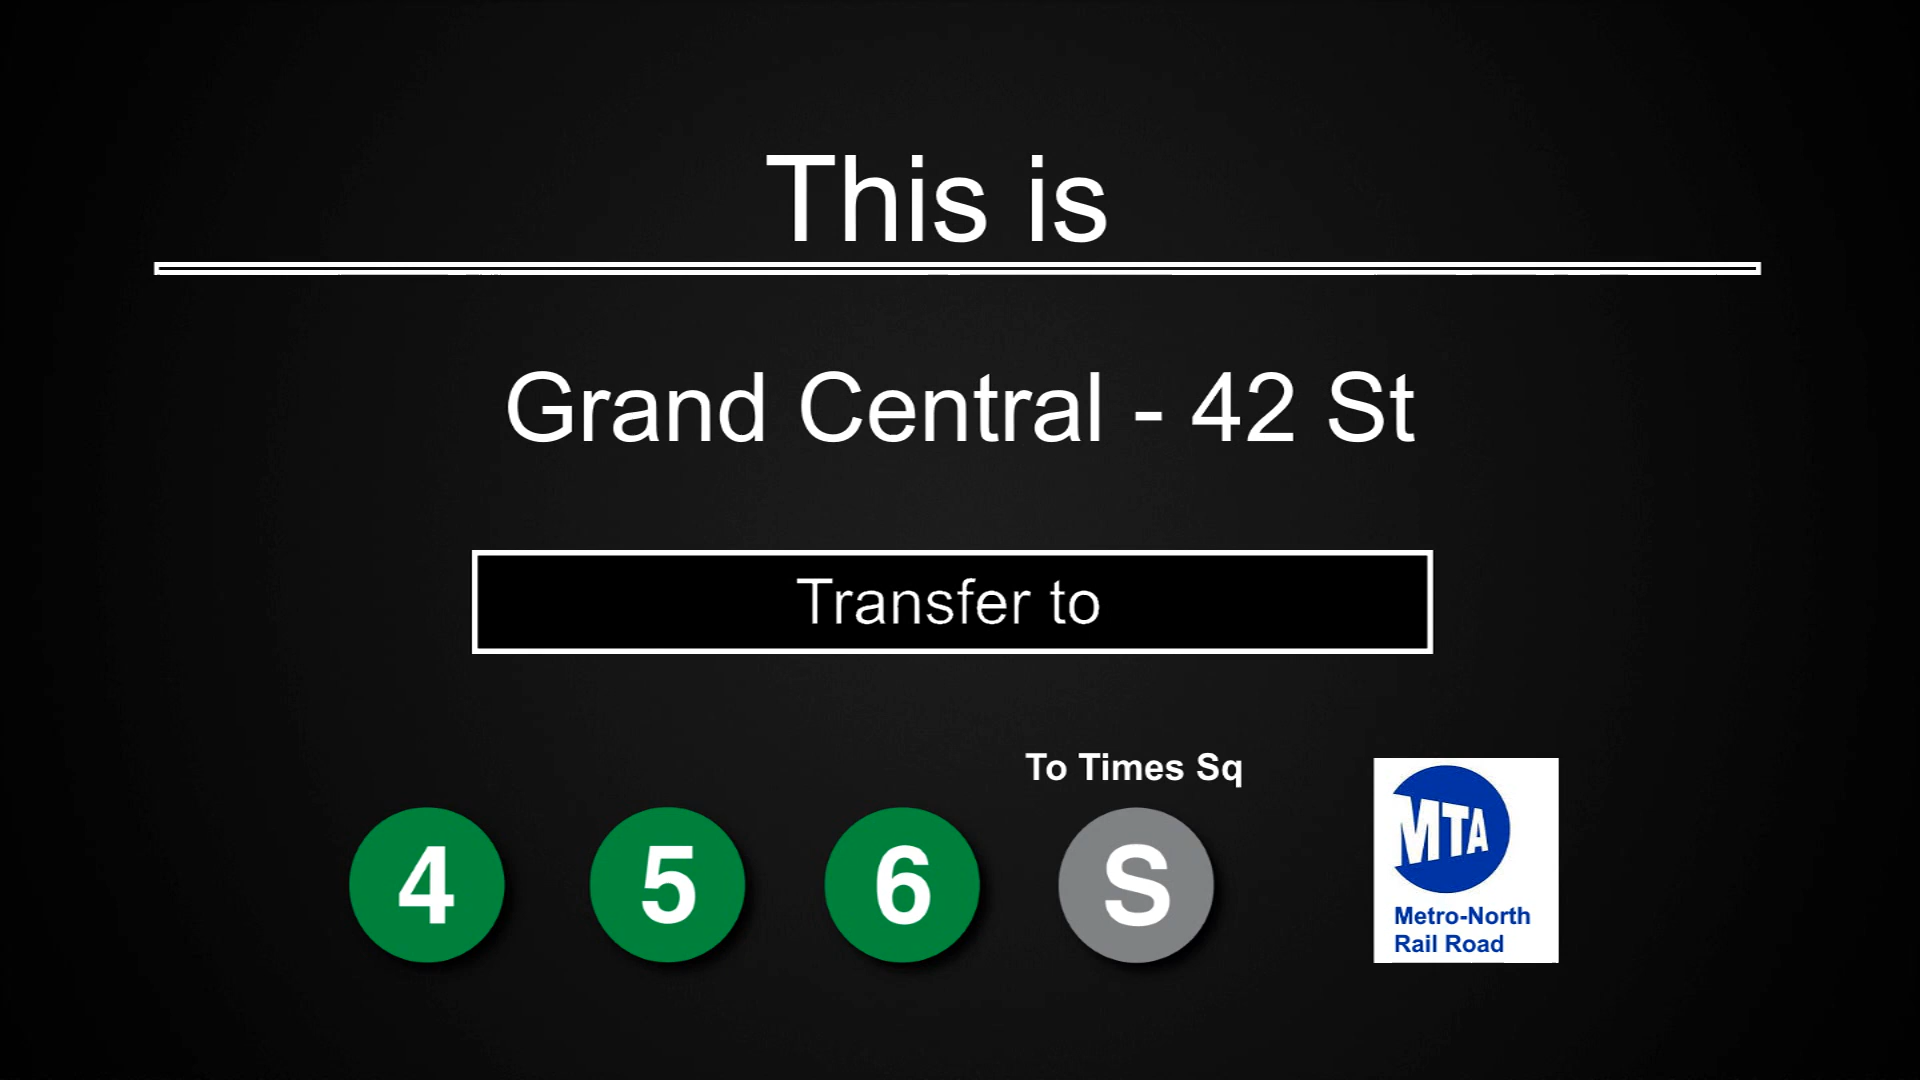 This is
Grand Central - 42 St
Transfer to
To Times Sq
4 5 6 S
MTA
Metro-North
Rail Road